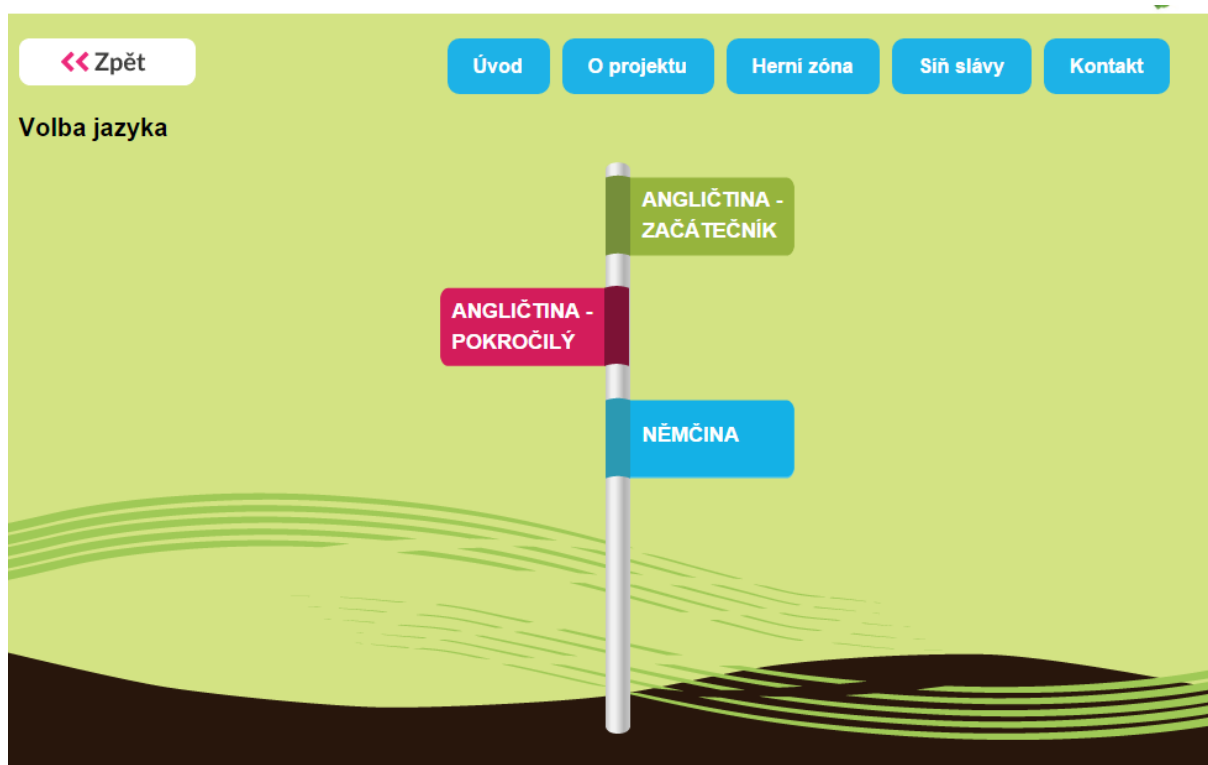 Zpět
Úvod
O projektu
Herní zóna
Síň slávy
Kontakt
Volba jazyka
ANGLIČTINA -
ZAČÁTEČNÍK
ANGLIČTINA -
POKROČILÝ
NĚMČINA